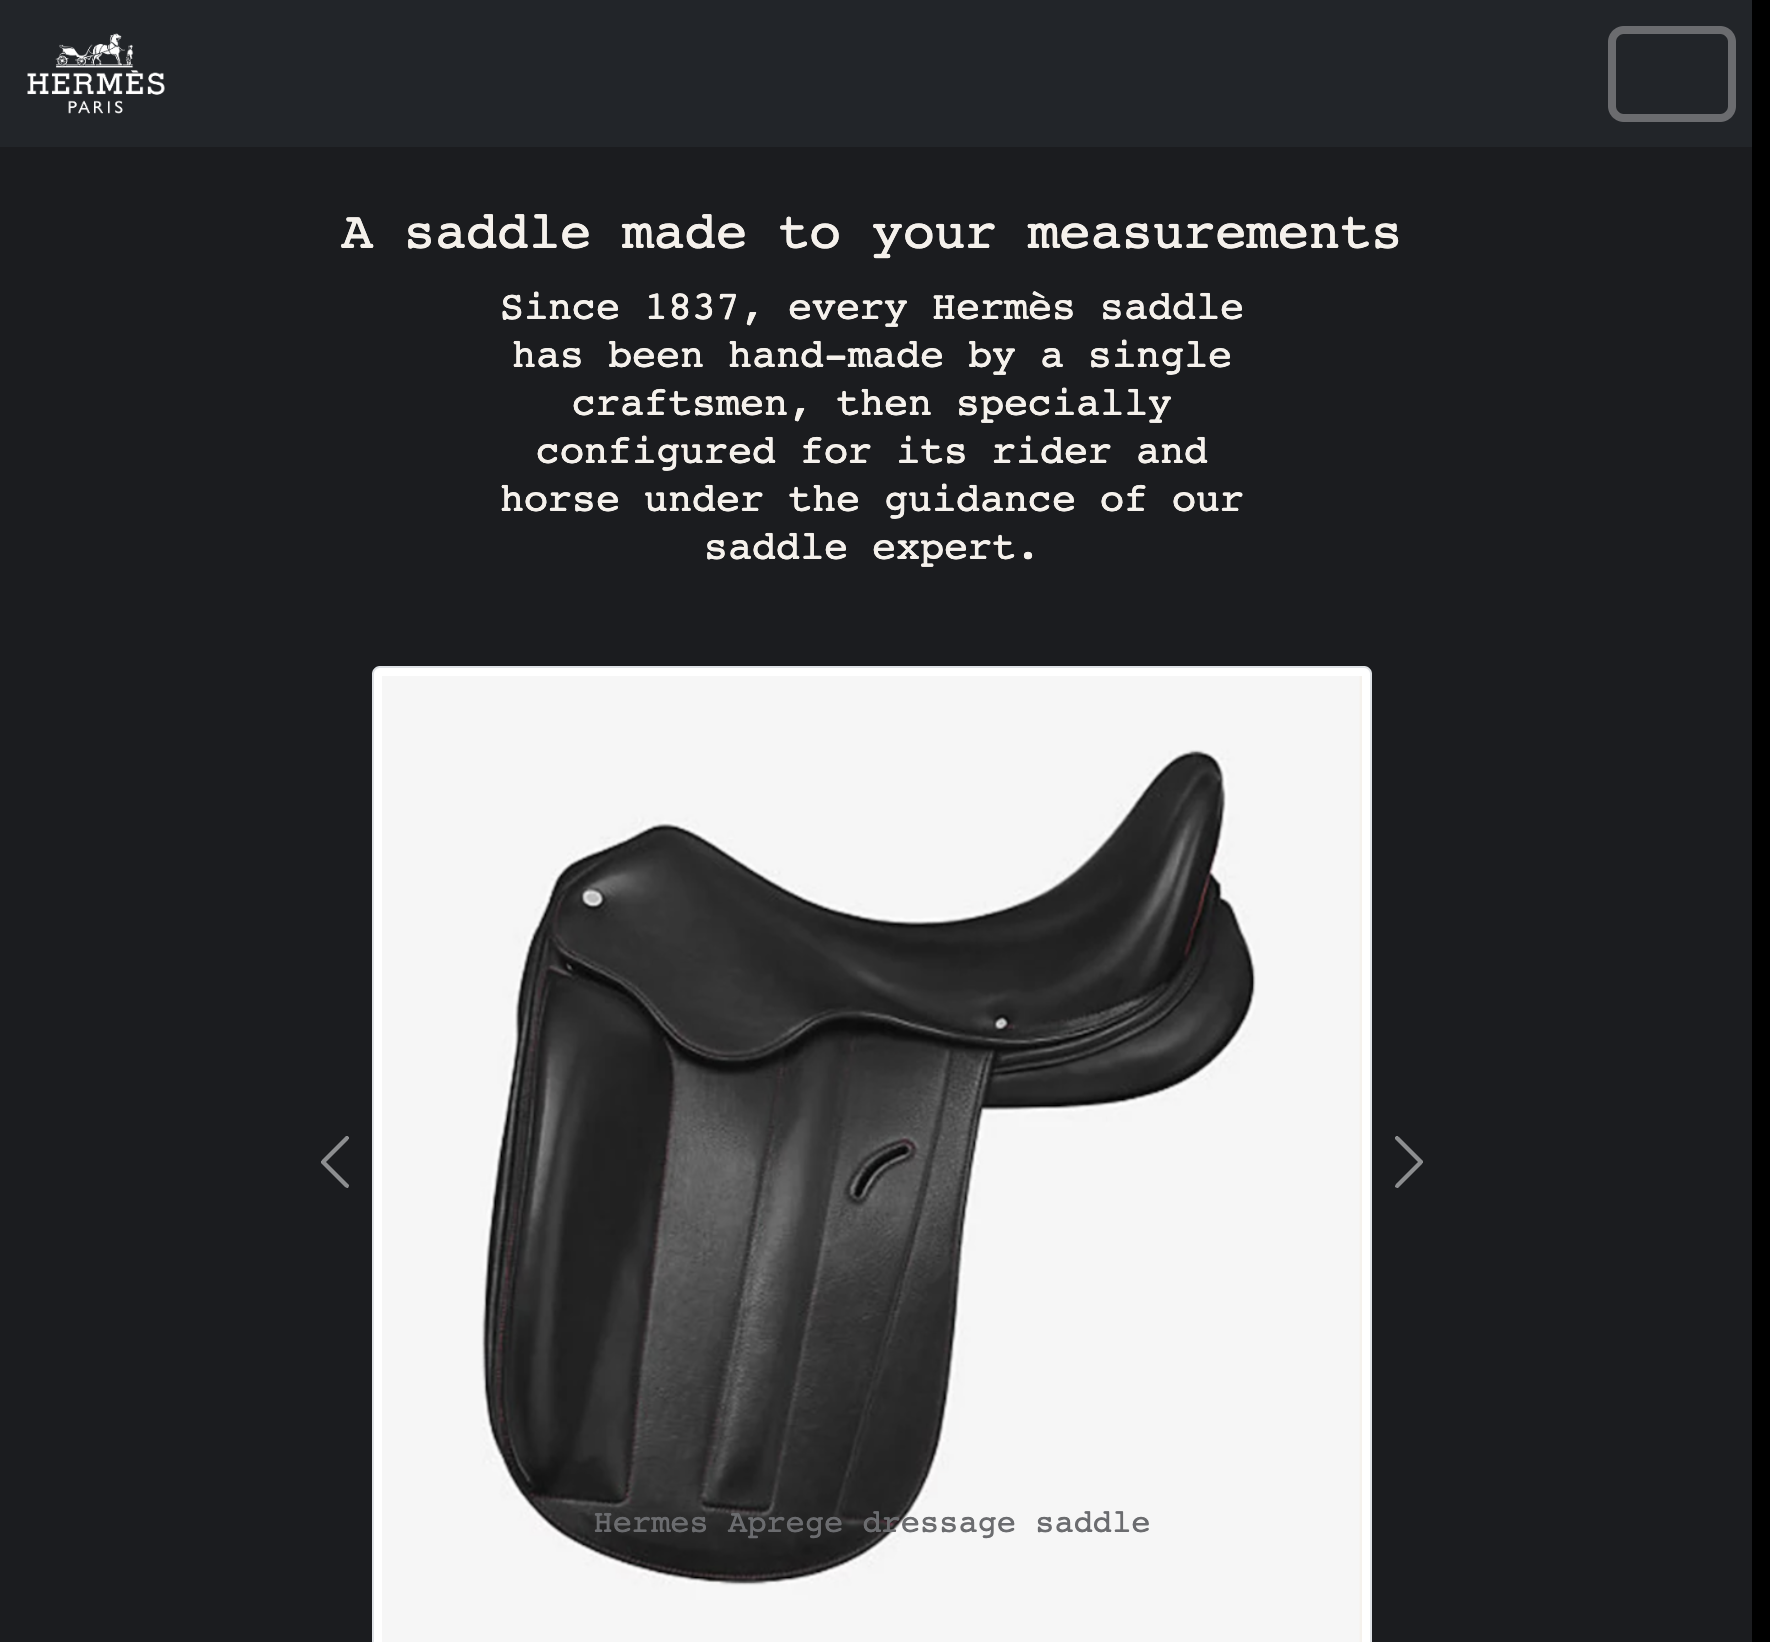 HERMÈS
PARIS
A saddle made to your measurements
Since 1837, every Hermès saddle
has been hand-made by a single
craftsmen, then specially
configured for its rider and
horse under the guidance of our
saddle expert.
Hermes Aprege dressage saddle